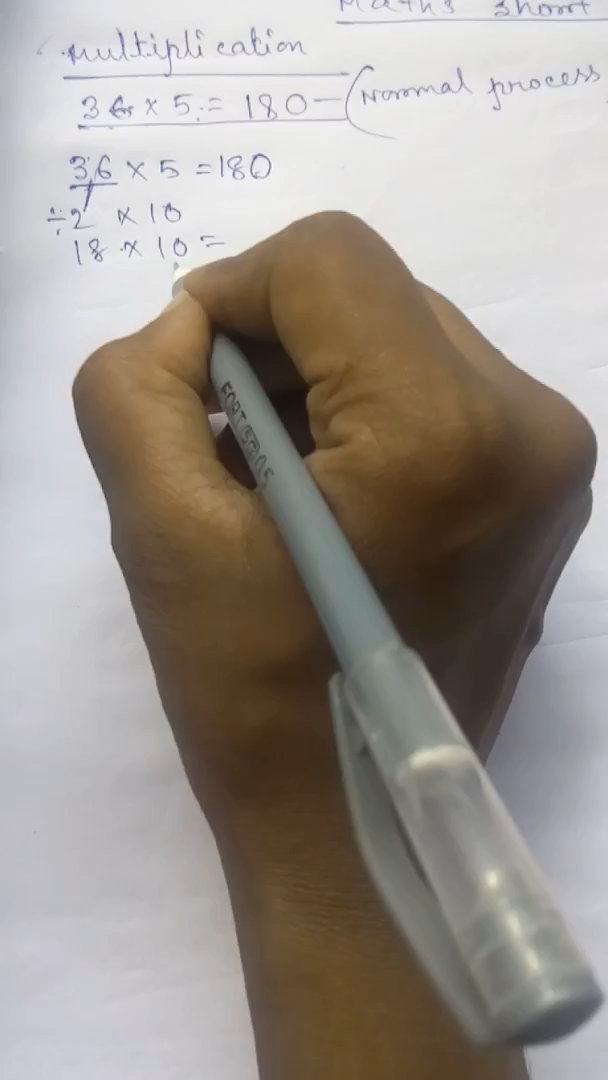 Maths short
Multiplication
36 × 5 = 180 - (Normal process
36 × 5 = 180
÷2 × 10
18 × 10 =